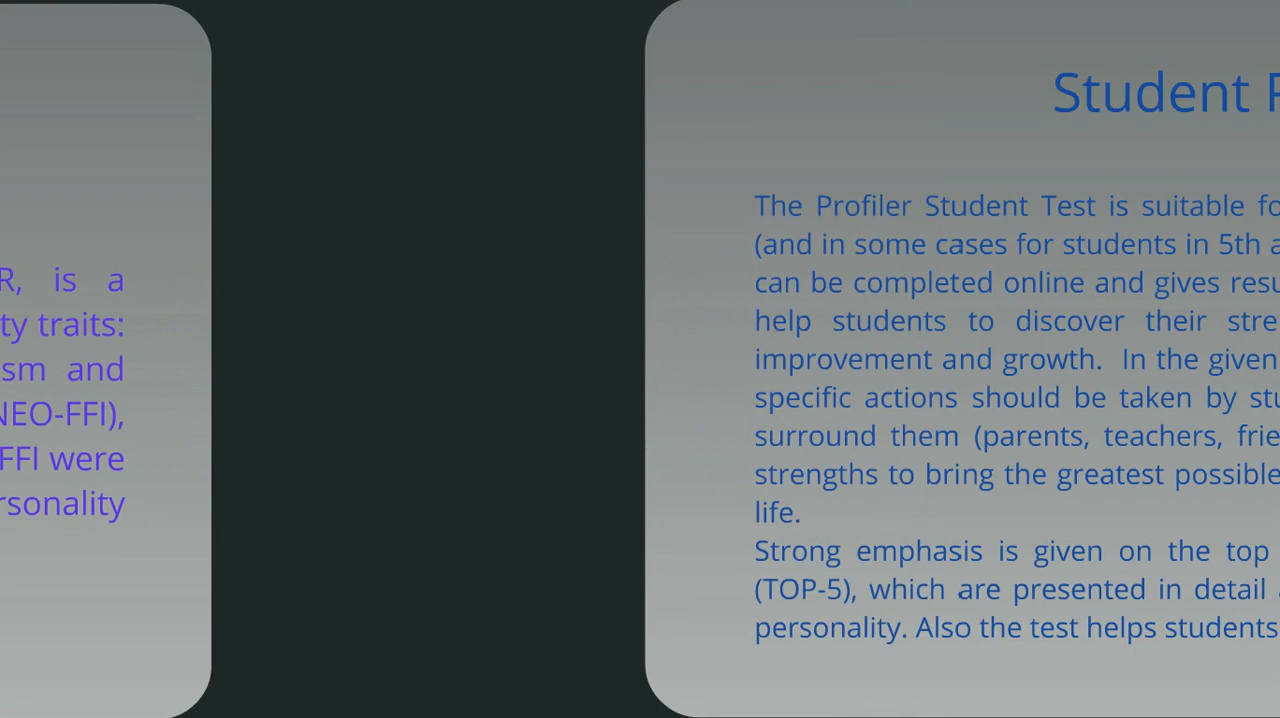 R, is a
ty traits:
ism and
NEO-FFI),
FFI were
rsonality
Student
The Profiler Student Test is suitable fo
(and in some cases for students in 5th a
can be completed online and gives resu
help students to discover their stre
improvement and growth. In the given
specific actions should be taken by stu
surround them (parents, teachers, frie
strengths to bring the greatest possible
life.
Strong emphasis is given on the top
(TOP-5), which are presented in detail a
personality. Also the test helps students